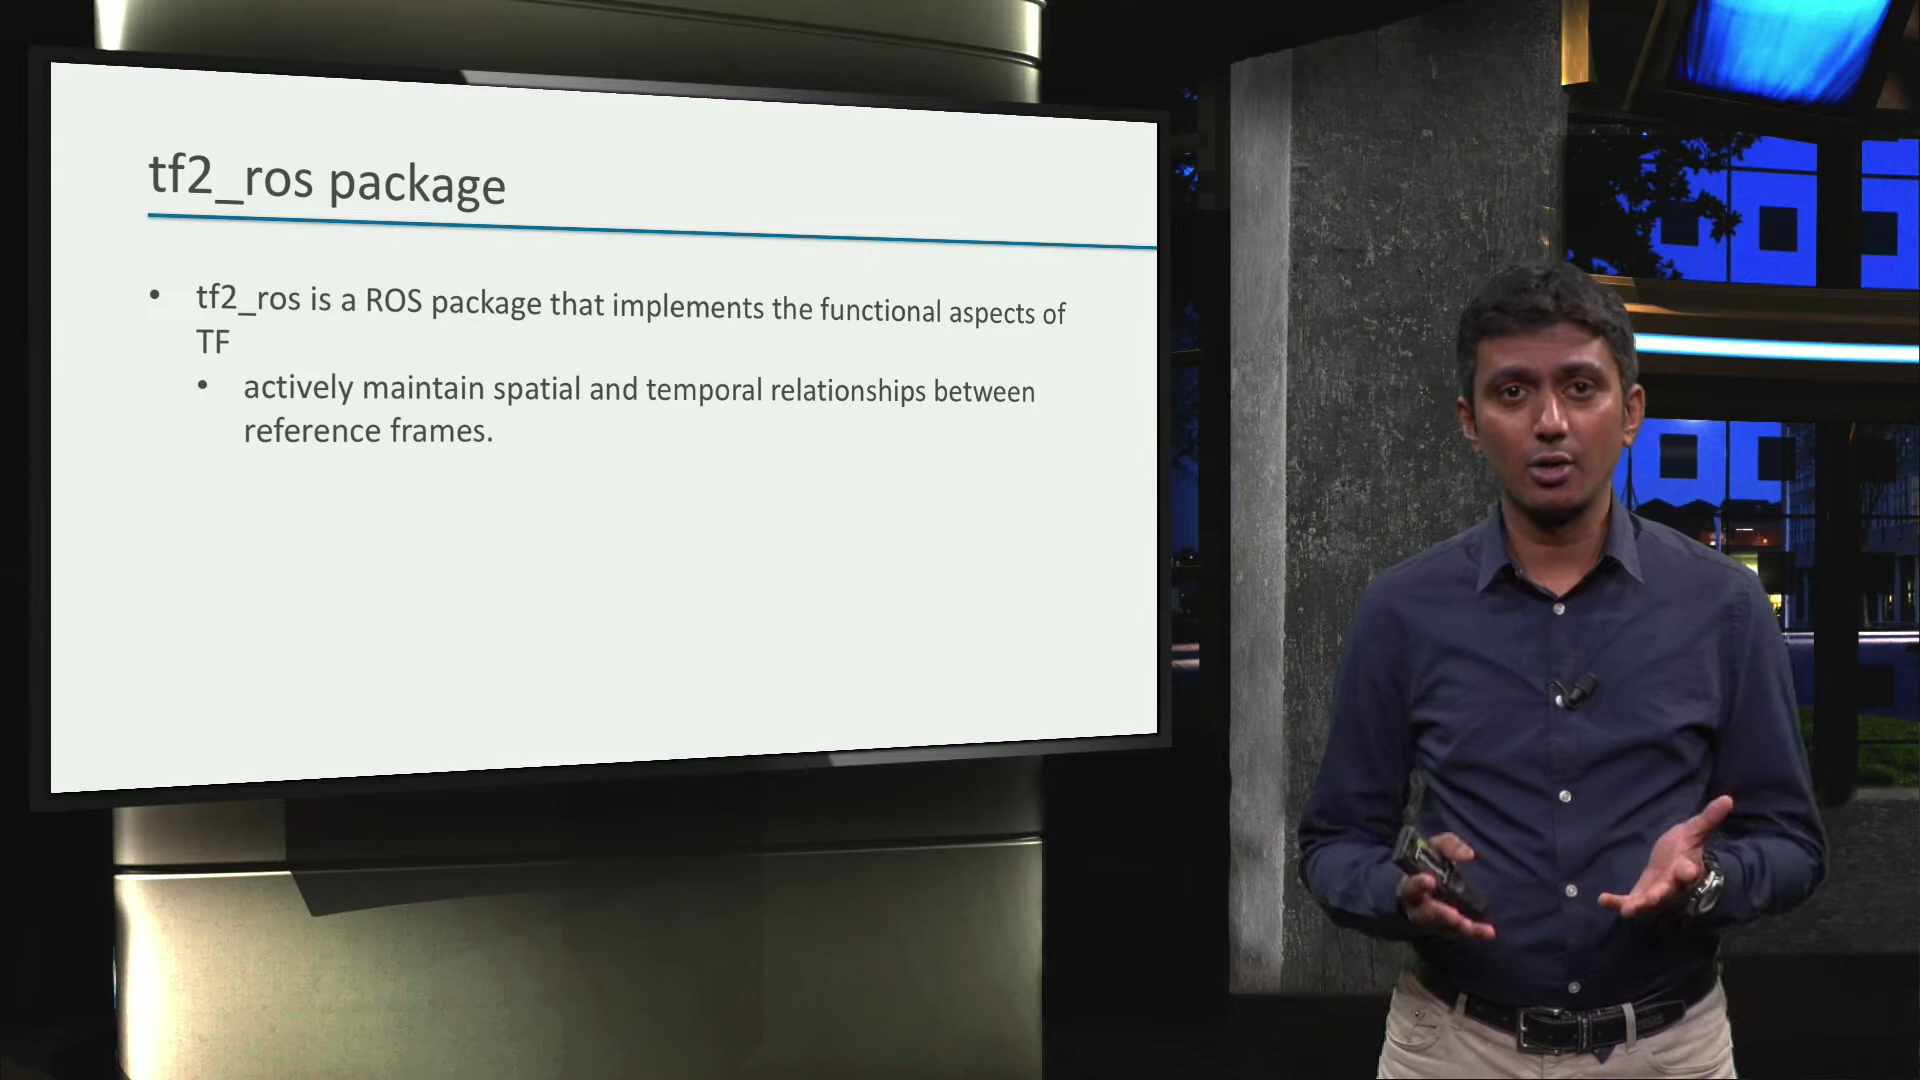 tf2_ros package
• tf2_ros is a ROS package that implements the functional aspects of
TF
• actively maintain spatial and temporal relationships between
reference frames.